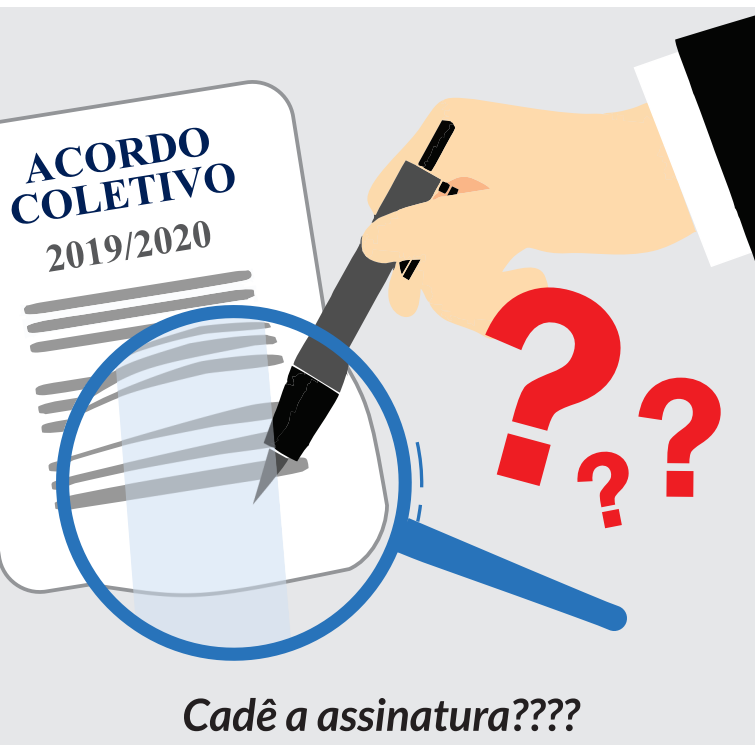 ACORDO
COLETIVO
2019/2020
? ? ?
Cadê a assinatura????